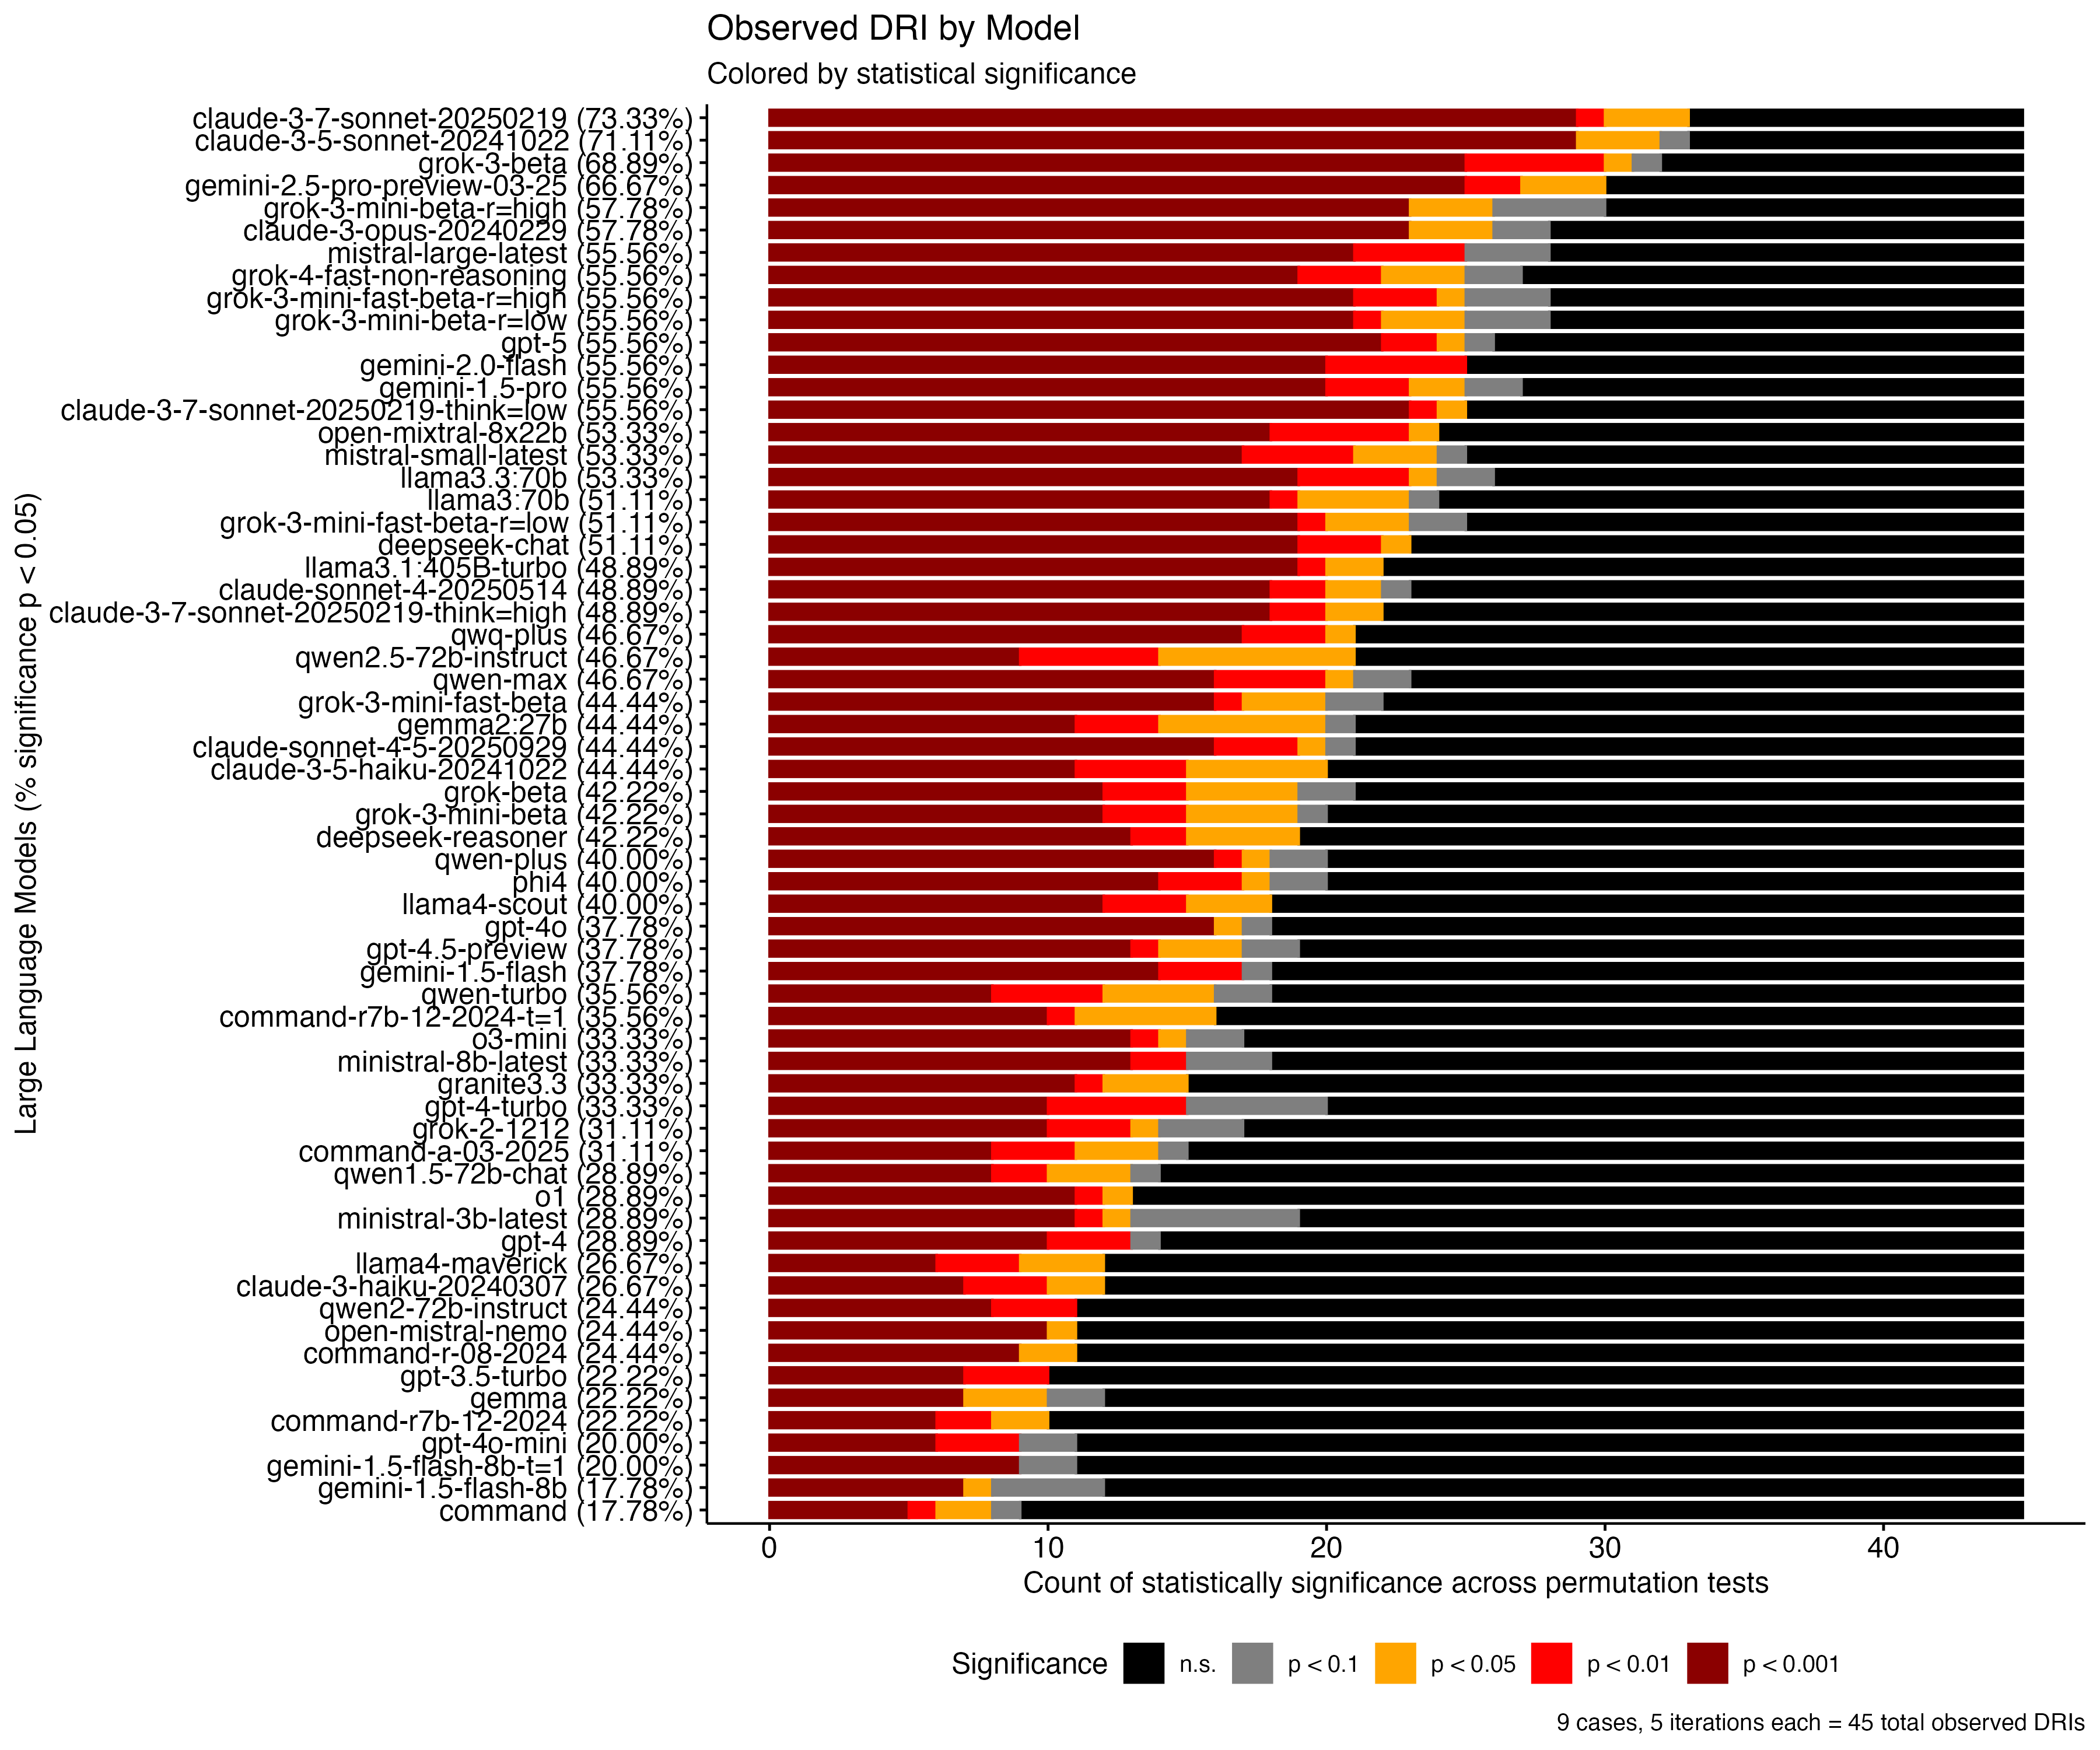 Observed DRI by Model
Colored by statistical significance
Large Language Models (% significance p < 0.05)
claude-3-7-sonnet-20250219 (73.33%)
claude-3-5-sonnet-20241022 (71.11%)
grok-3-beta (68.89%)
gemini-2.5-pro-preview-03-25 (66.67%)
grok-3-mini-beta-r=high (57.78%)
claude-3-opus-20240229 (57.78%)
mistral-large-latest (55.56%)
grok-4-fast-non-reasoning (55.56%)
grok-3-mini-fast-beta-r=high (55.56%)
grok-3-mini-beta-r=low (55.56%)
gpt-5 (55.56%)
gemini-2.0-flash (55.56%)
gemini-1.5-pro (55.56%)
claude-3-7-sonnet-20250219-think=low (55.56%)
open-mixtral-8x22b (53.33%)
mistral-small-latest (53.33%)
llama3.3:70b (53.33%)
llama3:70b (51.11%)
grok-3-mini-fast-beta-r=low (51.11%)
deepseek-chat (51.11%)
llama3.1:405B-turbo (48.89%)
claude-sonnet-4-20250514 (48.89%)
claude-3-7-sonnet-20250219-think=high (48.89%)
qwq-plus (46.67%)
qwen2.5-72b-instruct (46.67%)
qwen-max (46.67%)
grok-3-mini-fast-beta (44.44%)
gemma2:27b (44.44%)
claude-sonnet-4-5-20250929 (44.44%)
claude-3-5-haiku-20241022 (44.44%)
grok-beta (42.22%)
grok-3-mini-beta (42.22%)
deepseek-reasoner (42.22%)
qwen-plus (40.00%)
phi4 (40.00%)
llama4-scout (40.00%)
gpt-4o (37.78%)
gpt-4.5-preview (37.78%)
gemini-1.5-flash (37.78%)
qwen-turbo (35.56%)
command-r7b-12-2024-t=1 (35.56%)
o3-mini (33.33%)
ministral-8b-latest (33.33%)
granite3.3 (33.33%)
gpt-4-turbo (33.33%)
grok-2-1212 (31.11%)
command-a-03-2025 (31.11%)
qwen1.5-72b-chat (28.89%)
o1 (28.89%)
ministral-3b-latest (28.89%)
gpt-4 (28.89%)
llama4-maverick (26.67%)
claude-3-haiku-20240307 (26.67%)
qwen2-72b-instruct (24.44%)
open-mistral-nemo (24.44%)
command-r-08-2024 (24.44%)
gpt-3.5-turbo (22.22%)
gemma (22.22%)
command-r7b-12-2024 (22.22%)
gpt-4o-mini (20.00%)
gemini-1.5-flash-8b-t=1 (20.00%)
gemini-1.5-flash-8b (17.78%)
command (17.78%)
0 10 20 30 40
Count of statistically significance across permutation tests
Significance n.s. p < 0.1 p < 0.05 p < 0.01 p < 0.001
9 cases, 5 iterations each = 45 total observed DRIs